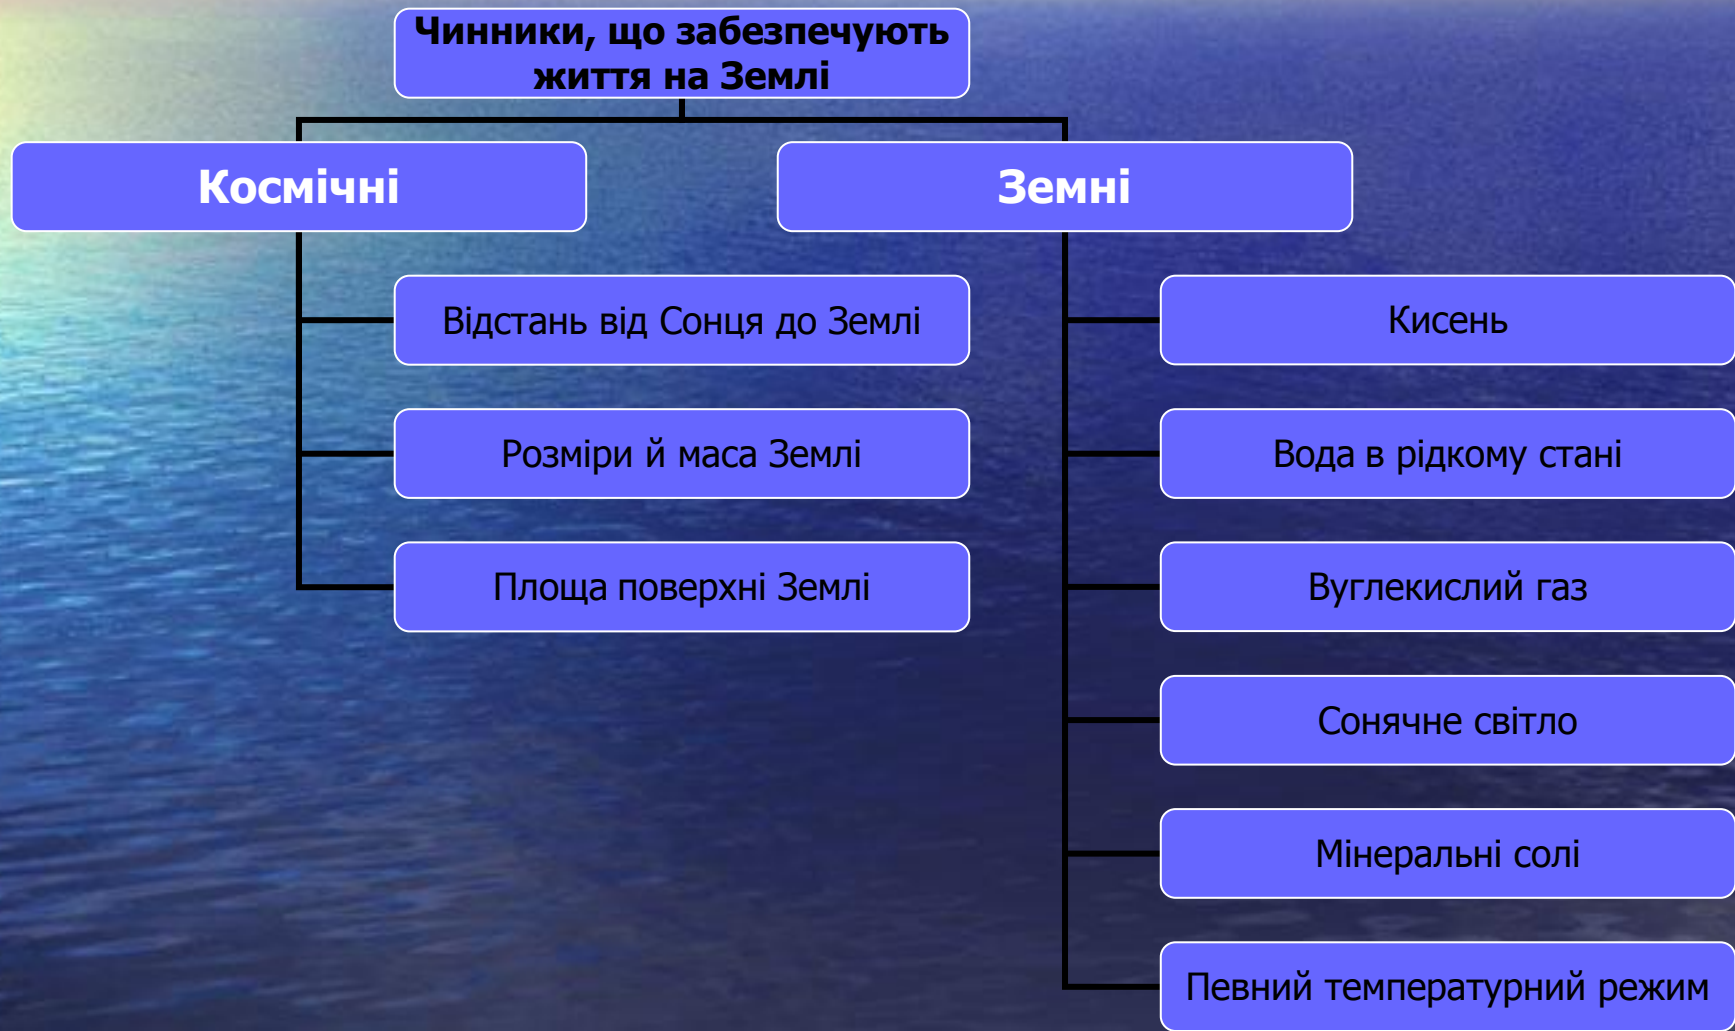 Чинники, що забезпечують
життя на Землі
Космічні
Земні
Відстань від Сонця до Землі
Розміри й маса Землі
Площа поверхні Землі
Кисень
Вода в рідкому стані
Вуглекислий газ
Сонячне світло
Мінеральні солі
Певний температурний режим